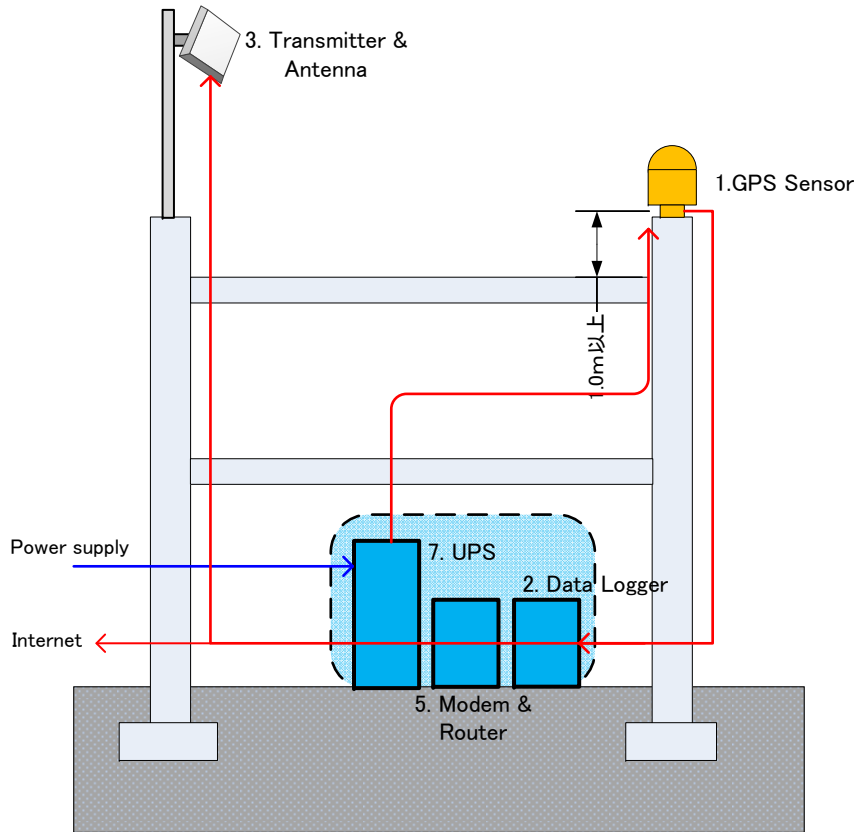 3. Transmitter &
Antenna
1.GPS Sensor
1.0m以上
Power supply
7. UPS
2. Data Logger
Internet
5. Modem &
Router